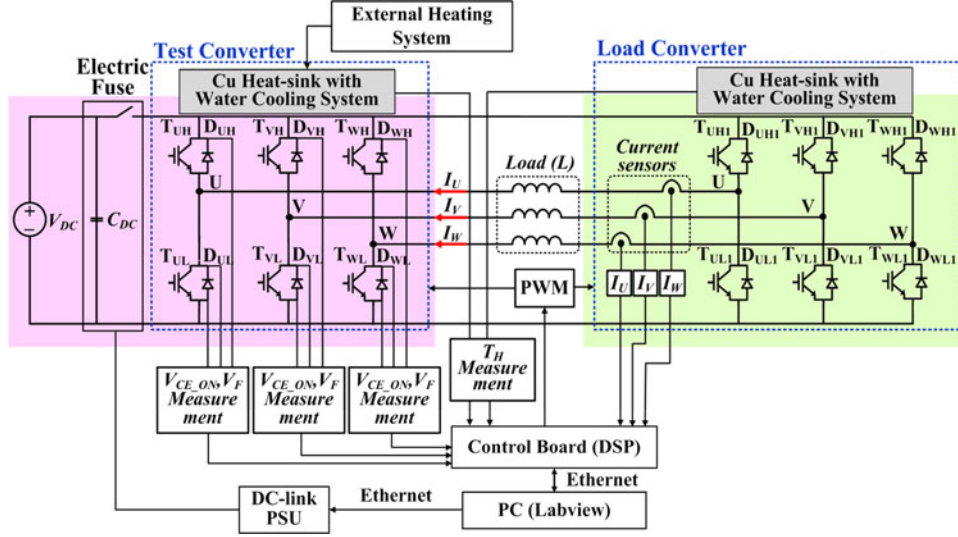 External Heating
System
Test Converter
Load Converter
Electric
Fuse
Cu Heat-sink with
Water Cooling System
Cu Heat-sink with
Water Cooling System
T_UH D_UH T_VH D_VH T_WH D_WH
T_UH1 D_UH1 T_VH1 D_VH1 T_WH1 D_WH1
Load (L)
Current
sensors
I_U
U
U
I_V
V
V
I_W
W
W
V_DC
C_DC
T_UL D_UL T_VL D_VL T_WL D_WL
T_UL1 D_UL1 T_VL1 D_VL1 T_WL1 D_WL1
PWM
I_U I_V I_W
V_CE_ON, V_F
Measure
ment
V_CE_ON, V_F
Measure
ment
V_CE_ON, V_F
Measure
ment
T_H
Measure
ment
Control Board (DSP)
Ethernet
DC-link
PSU
Ethernet
PC (Labview)